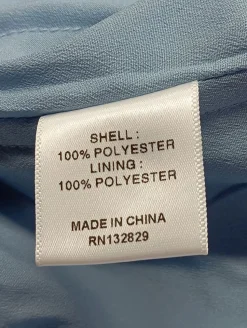 SHELL:
100% POLYESTER
LINING:
100% POLYESTER
MADE IN CHINA
RN132829